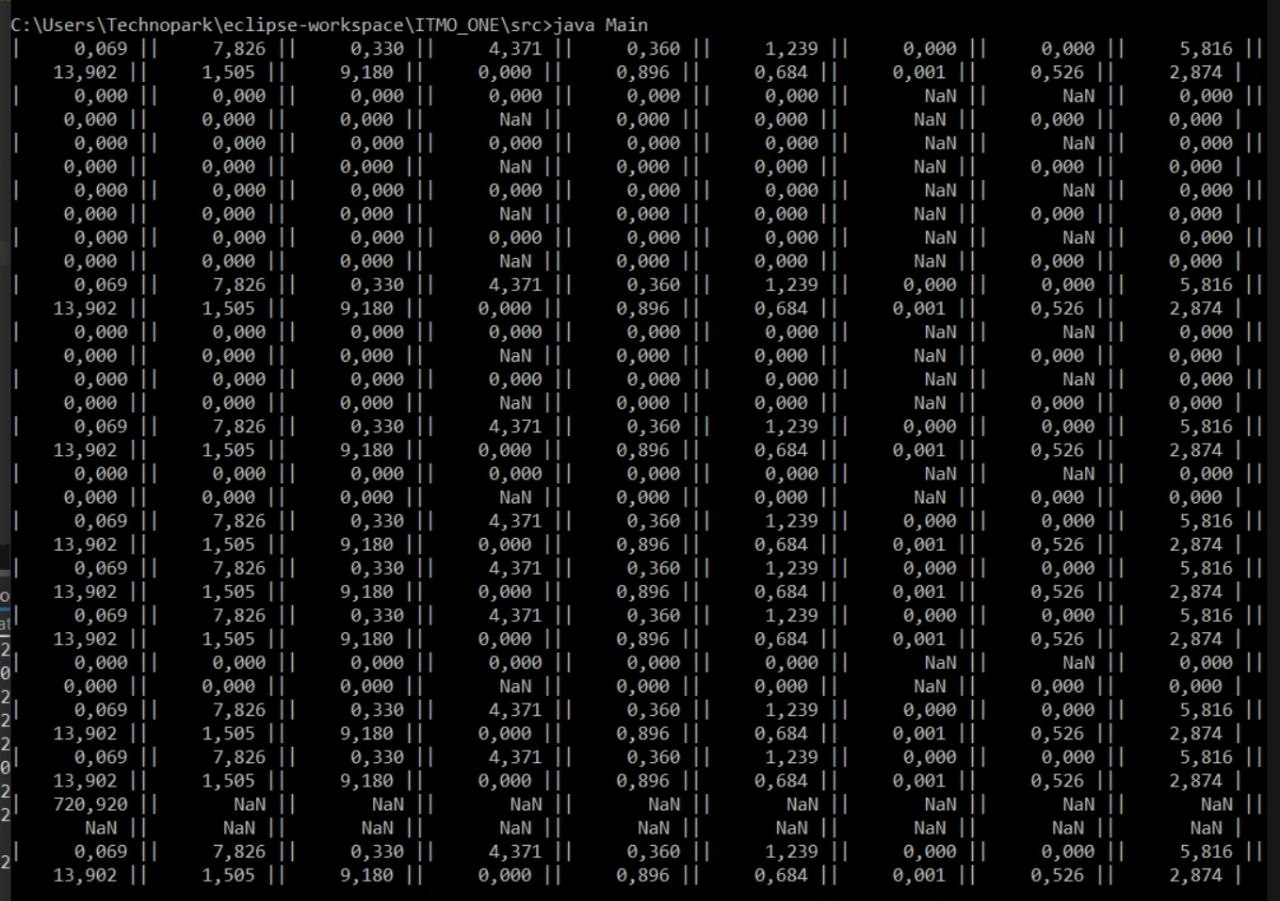 C:\Users\Technopark\eclipse-workspace\ITMO_ONE\src>java Main
| 0,069 || 7,826 || 0,330 || 4,371 || 0,360 || 1,239 || 0,000 || 0,000 || 5,816 ||
13,902 || 1,505 || 9,180 || 0,000 || 0,896 || 0,684 || 0,001 || 0,526 || 2,874 |
| 0,000 || 0,000 || 0,000 || 0,000 || 0,000 || 0,000 || NaN || NaN || 0,000 ||
0,000 || 0,000 || 0,000 || NaN || 0,000 || 0,000 || NaN || 0,000 || 0,000 |
| 0,000 || 0,000 || 0,000 || 0,000 || 0,000 || 0,000 || NaN || NaN || 0,000 ||
0,000 || 0,000 || 0,000 || NaN || 0,000 || 0,000 || NaN || 0,000 || 0,000 |
| 0,000 || 0,000 || 0,000 || 0,000 || 0,000 || 0,000 || NaN || NaN || 0,000 ||
0,000 || 0,000 || 0,000 || NaN || 0,000 || 0,000 || NaN || 0,000 || 0,000 |
| 0,000 || 0,000 || 0,000 || 0,000 || 0,000 || 0,000 || NaN || NaN || 0,000 ||
0,000 || 0,000 || 0,000 || NaN || 0,000 || 0,000 || NaN || 0,000 || 0,000 |
| 0,069 || 7,826 || 0,330 || 4,371 || 0,360 || 1,239 || 0,000 || 0,000 || 5,816 ||
13,902 || 1,505 || 9,180 || 0,000 || 0,896 || 0,684 || 0,001 || 0,526 || 2,874 |
| 0,000 || 0,000 || 0,000 || 0,000 || 0,000 || 0,000 || NaN || NaN || 0,000 ||
0,000 || 0,000 || 0,000 || NaN || 0,000 || 0,000 || NaN || 0,000 || 0,000 |
| 0,000 || 0,000 || 0,000 || 0,000 || 0,000 || 0,000 || NaN || NaN || 0,000 ||
0,000 || 0,000 || 0,000 || NaN || 0,000 || 0,000 || NaN || 0,000 || 0,000 |
| 0,069 || 7,826 || 0,330 || 4,371 || 0,360 || 1,239 || 0,000 || 0,000 || 5,816 ||
13,902 || 1,505 || 9,180 || 0,000 || 0,896 || 0,684 || 0,001 || 0,526 || 2,874 |
| 0,000 || 0,000 || 0,000 || 0,000 || 0,000 || 0,000 || NaN || NaN || 0,000 ||
0,000 || 0,000 || 0,000 || NaN || 0,000 || 0,000 || NaN || 0,000 || 0,000 |
| 0,069 || 7,826 || 0,330 || 4,371 || 0,360 || 1,239 || 0,000 || 0,000 || 5,816 ||
13,902 || 1,505 || 9,180 || 0,000 || 0,896 || 0,684 || 0,001 || 0,526 || 2,874 |
| 0,069 || 7,826 || 0,330 || 4,371 || 0,360 || 1,239 || 0,000 || 0,000 || 5,816 ||
13,902 || 1,505 || 9,180 || 0,000 || 0,896 || 0,684 || 0,001 || 0,526 || 2,874 |
| 0,069 || 7,826 || 0,330 || 4,371 || 0,360 || 1,239 || 0,000 || 0,000 || 5,816 ||
13,902 || 1,505 || 9,180 || 0,000 || 0,896 || 0,684 || 0,001 || 0,526 || 2,874 |
| 0,000 || 0,000 || 0,000 || 0,000 || 0,000 || 0,000 || NaN || NaN || 0,000 ||
0,000 || 0,000 || 0,000 || NaN || 0,000 || 0,000 || NaN || 0,000 || 0,000 |
| 0,069 || 7,826 || 0,330 || 4,371 || 0,360 || 1,239 || 0,000 || 0,000 || 5,816 ||
13,902 || 1,505 || 9,180 || 0,000 || 0,896 || 0,684 || 0,001 || 0,526 || 2,874 |
| 0,069 || 7,826 || 0,330 || 4,371 || 0,360 || 1,239 || 0,000 || 0,000 || 5,816 ||
13,902 || 1,505 || 9,180 || 0,000 || 0,896 || 0,684 || 0,001 || 0,526 || 2,874 |
| 720,920 || NaN || NaN || NaN || NaN || NaN || NaN || NaN || NaN ||
NaN || NaN || NaN || NaN || NaN || NaN || NaN || NaN || NaN |
| 0,069 || 7,826 || 0,330 || 4,371 || 0,360 || 1,239 || 0,000 || 0,000 || 5,816 ||
13,902 || 1,505 || 9,180 || 0,000 || 0,896 || 0,684 || 0,001 || 0,526 || 2,874 |